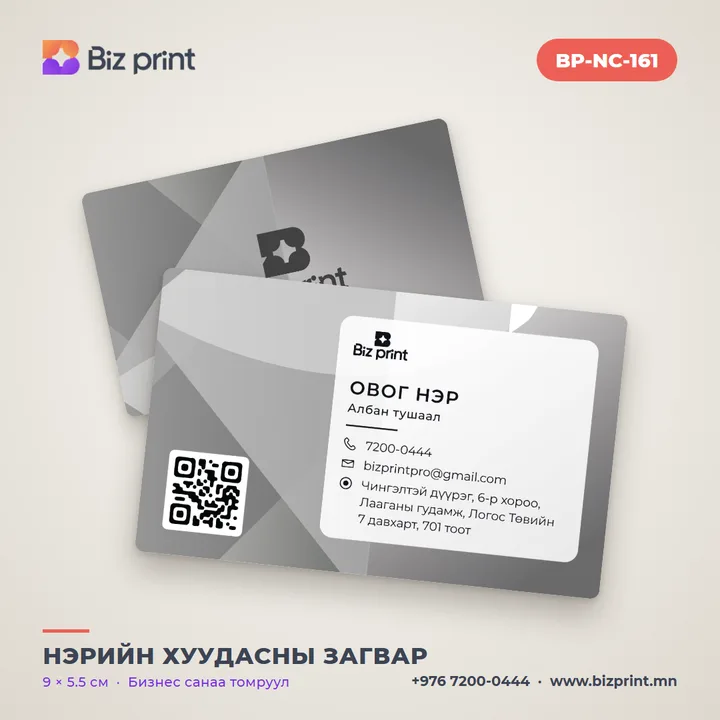 Biz print
BP-NC-161
Biz print
ОВОГ НЭР
Албан тушаал
7200-0444
bizprintpro@gmail.com
Чингэлтэй дүүрэг, 6-р хороо,
Лааганы гудамж, Логос Төвийн
7 давхарт, 701 тоот
НЭРИЙН ХУУДАСНЫ ЗАГВАР
9 × 5.5 см · Бизнес санаа томруул
+976 7200-0444 · www.bizprint.mn